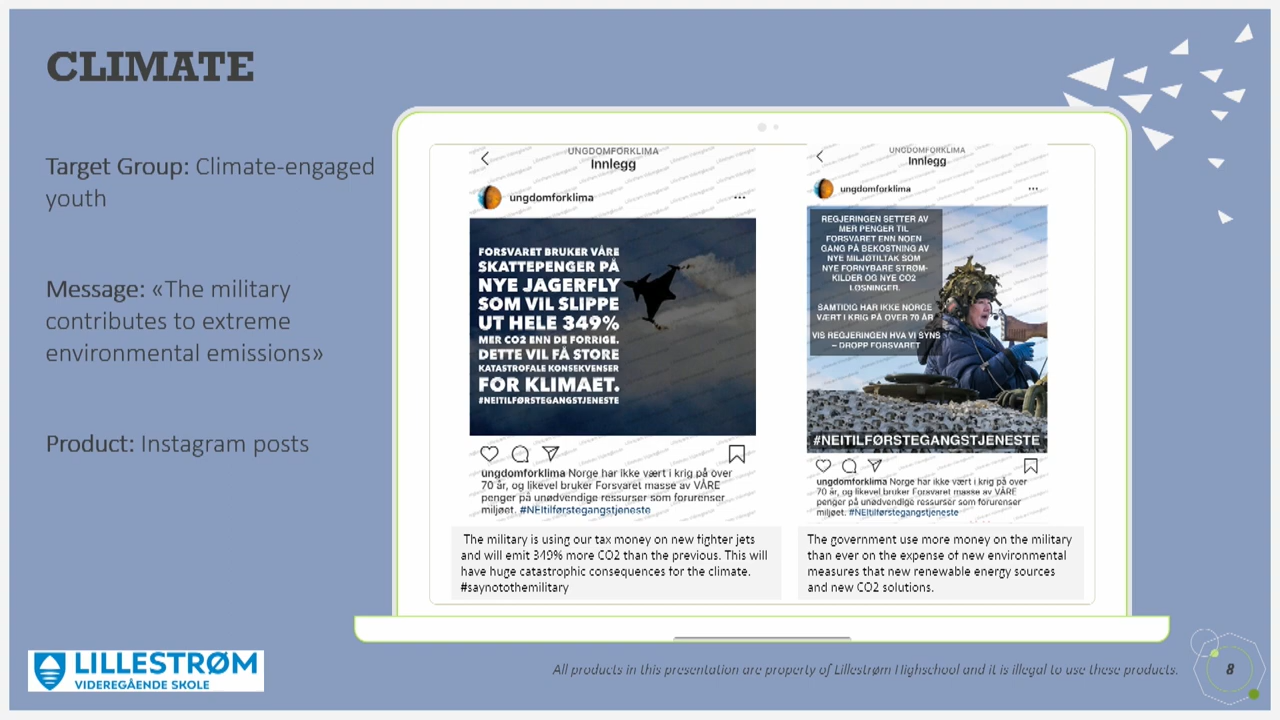 CLIMATE
Target Group: Climate-engaged
youth
Message: «The military
contributes to extreme
environmental emissions»
Product: Instagram posts
UNGDOMFORKLIMA
Innlegg
ungdomforklima
FORSVARET BRUKER VÅRE
SKATTEPENGER PÅ
NYE JAGERFLY
SOM VIL SLIPPE
UT HELE 349%
MER CO2 ENN DE FORRIGE.
DETTE VIL FÅ STORE
KATASTROFALE KONSEKVENSER
FOR KLIMAET.
#NEITILFØRSTEGANGSTJENESTE
ungdomforklima Norge har ikke vært i krig på over
70 år, og likevel bruker Forsvaret masse av VÅRE
penger på unødvendige ressurser som forurenser
miljøet. #NEItilførstegangstjeneste
The military is using our tax money on new fighter jets
and will emit 349% more CO2 than the previous. This will
have huge catastrophic consequences for the climate.
#saynotothemilitary
UNGDOMFORKLIMA
Innlegg
ungdomforklima
REGJERINGEN SETTER AV
MER PENGER TIL
FORSVARET ENN NOEN
GANG PÅ BEKOSTNING AV
NYE MILJØTILTAK SOM
NYE FORNYBARE STRØM-
KILDER OG NYE CO2
LØSNINGER.
SAMTIDIG HAR IKKE NORGE
VÆRT I KRIG PÅ OVER 70 ÅR
VIS REGJERINGEN HVA VI SYNS
– DROPP FORSVARET
#NEITILFØRSTEGANGSTJENESTE
ungdomforklima Norge har ikke vært i krig på over
70 år, og likevel bruker Forsvaret masse av VÅRE
penger på unødvendige ressurser som forurenser
miljøet. #NEItilførstegangstjeneste
The government use more money on the military
than ever on the expense of new environmental
measures that new renewable energy sources
and new CO2 solutions.
LILLESTRØM
VIDEREGÅENDE SKOLE
All products in this presentation are property of Lillestrøm Highschool and it is illegal to use these products.
8